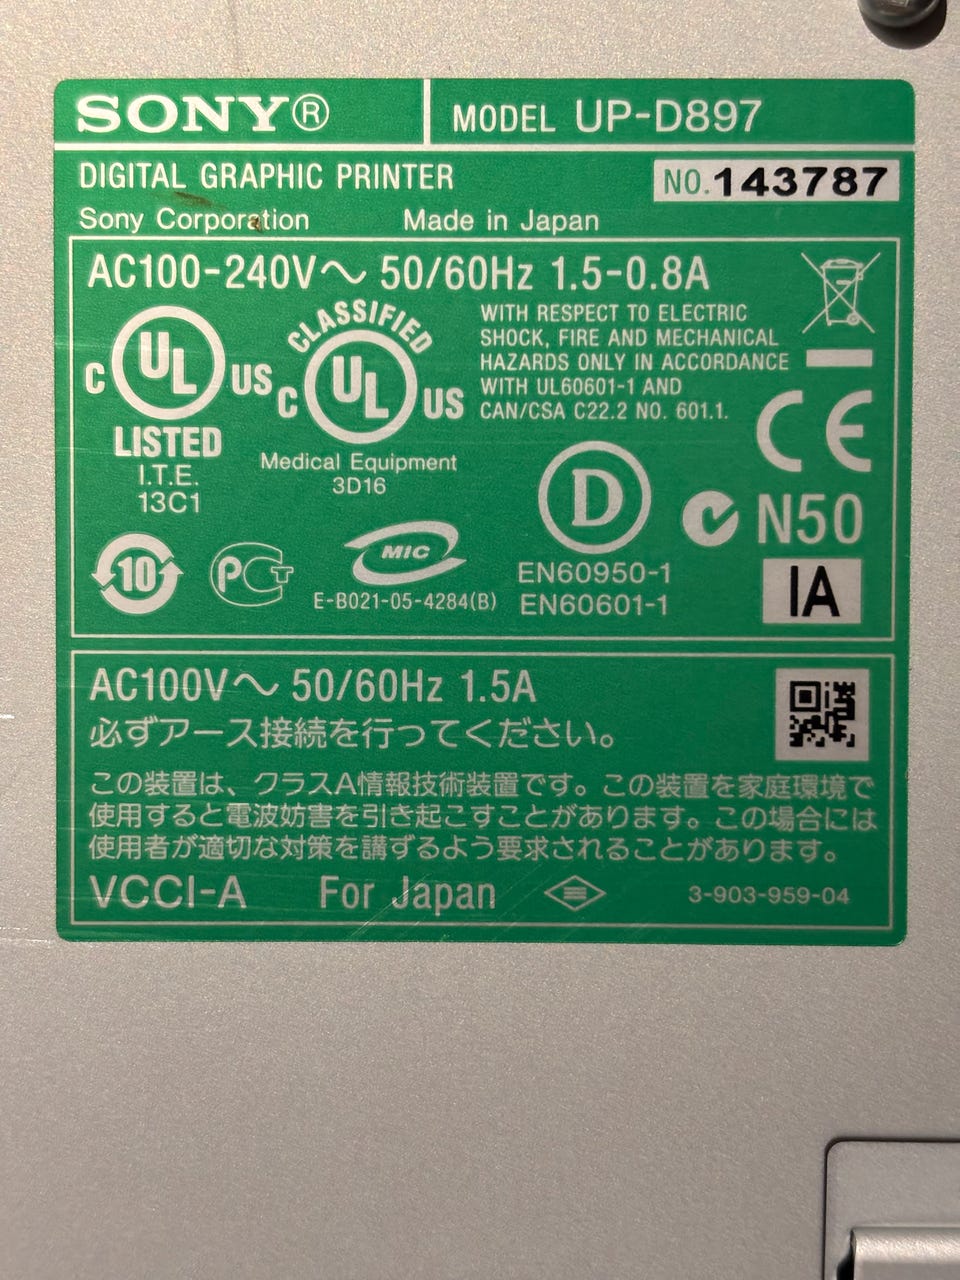 SONY®
MODEL UP-D897
DIGITAL GRAPHIC PRINTER
NO.143787
Sony Corporation Made in Japan
AC100-240V～ 50/60Hz 1.5-0.8A
C UL US
LISTED
I.T.E.
13C1
CLASSIFIED
C UL US
Medical Equipment
3D16
WITH RESPECT TO ELECTRIC
SHOCK, FIRE AND MECHANICAL
HAZARDS ONLY IN ACCORDANCE
WITH UL60601-1 AND
CAN/CSA C22.2 NO. 601.1.
CE
D
EN60950-1
EN60601-1
N50
IA
10
PCT
MIC
E-B021-05-4284(B)
AC100V～ 50/60Hz 1.5A
必ずアース接続を行ってください。
この装置は、クラスA情報技術装置です。この装置を家庭環境で
使用すると電波妨害を引き起こすことがあります。この場合には
使用者が適切な対策を講ずるよう要求されることがあります。
VCCI-A For Japan
3-903-959-04